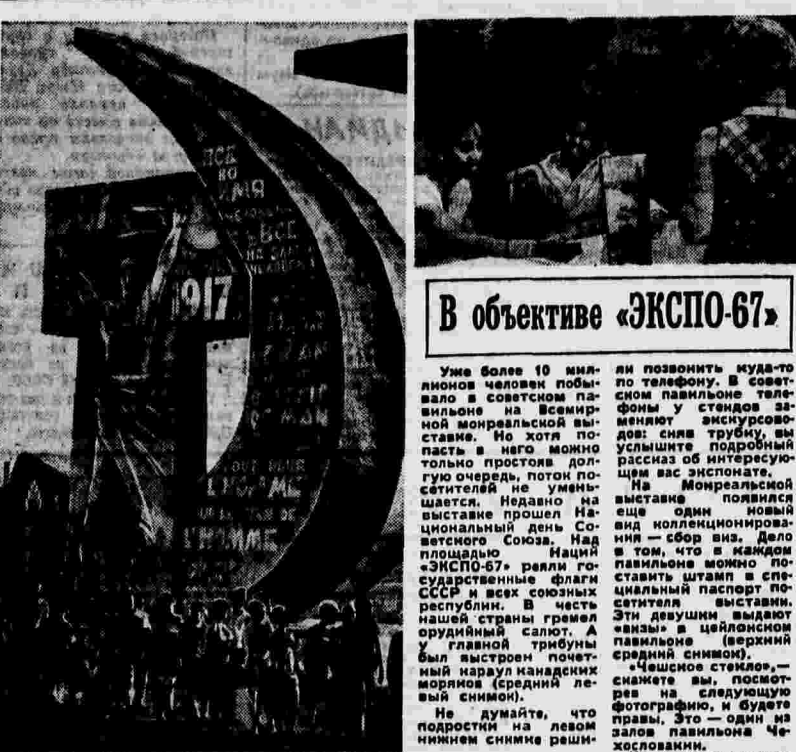 ВСЕ
ВО
ИМЯ
ВСЕ
1917
В объективе «ЭКСПО-67»
Уже более 10 мил-
лионов человек побы-
вало в советском па-
вильоне на Всемир-
ной монреальской вы-
ставке. Но хотя по-
пасть в него можно
только простояв дол-
гую очередь, поток по-
сетителей не умень-
шается. Недавно на
выставке прошел На-
циональный день Со-
ветского Союза. Над
площадью Наций
«ЭКСПО-67» реяли го-
сударственные флаги
СССР и всех союзных
республик. В честь
нашей страны гремел
орудийный салют. А
у главной трибуны
был выстроен почет-
ный караул канадских
моряков (средний ле-
вый снимок).
Не думайте, что
подростки на левом
нижнем снимке реши-
ли позвонить куда-то
по телефону. В совет-
ском павильоне теле-
фоны у стендов за-
меняют экскурсово-
дов: сняв трубку, вы
услышите подробный
рассказ об интересую-
щем вас экспонате.
На Монреальской
выставке появился
еще один новый
вид коллекционирова-
ния — сбор виз. Дело
в том, что в каждом
павильоне можно по-
ставить штамп в спе-
циальный паспорт по-
сетителя выставки.
Эти девушки выдают
«визы» в цейлонском
павильоне (верхний
средний снимок).
«Чешское стекло»,—
скажете вы, посмот-
рев на следующую
фотографию, и будете
правы. Это — один из
залов павильона Че-
хословакии.